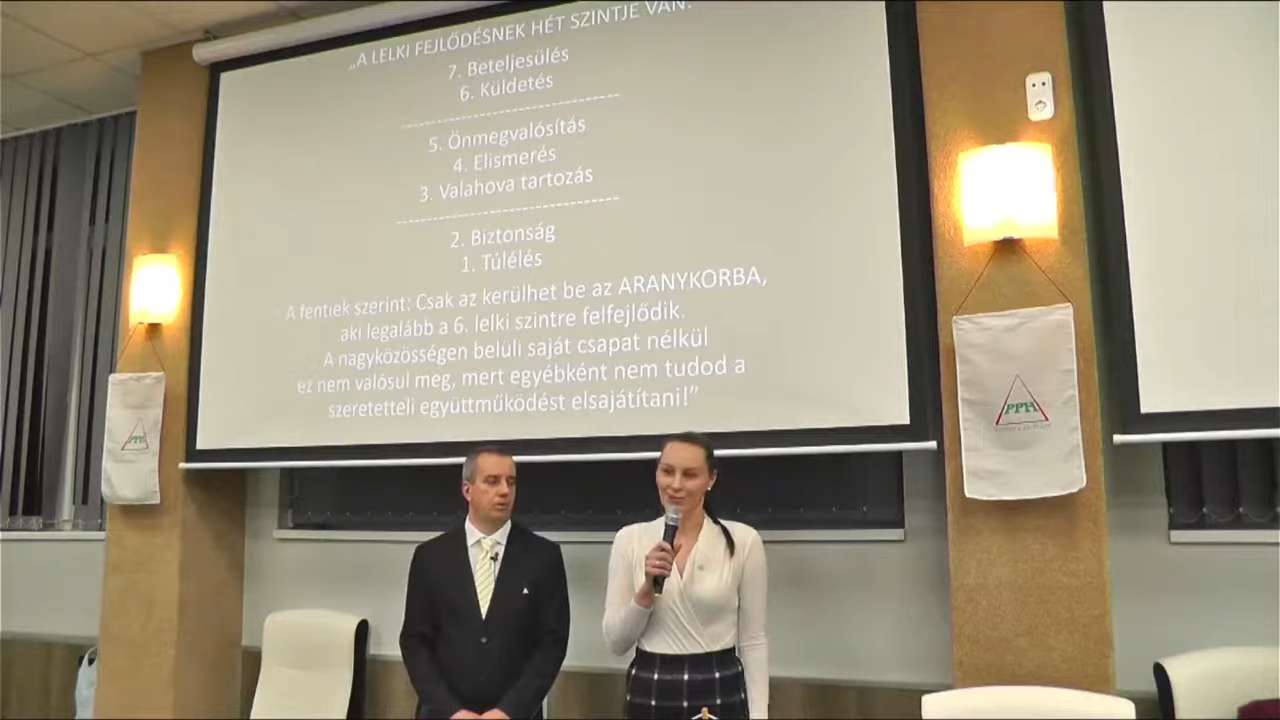 „A LELKI FEJLŐDÉSNEK HÉT SZINTJE VAN:
7. Beteljesülés
6. Küldetés
--------------------------------
5. Önmegvalósítás
4. Elismerés
3. Valahova tartozás
--------------------------------
2. Biztonság
1. Túlélés
A fentiek szerint: Csak az kerülhet be az ARANYKORBA,
aki legalább a 6. lelki szintre felfejlődik.
A nagyközösségen belüli saját csapat nélkül
ez nem valósul meg, mert egyébként nem tudod a
szeretetteli együttműködést elsajátítani!”
PPH
PPH